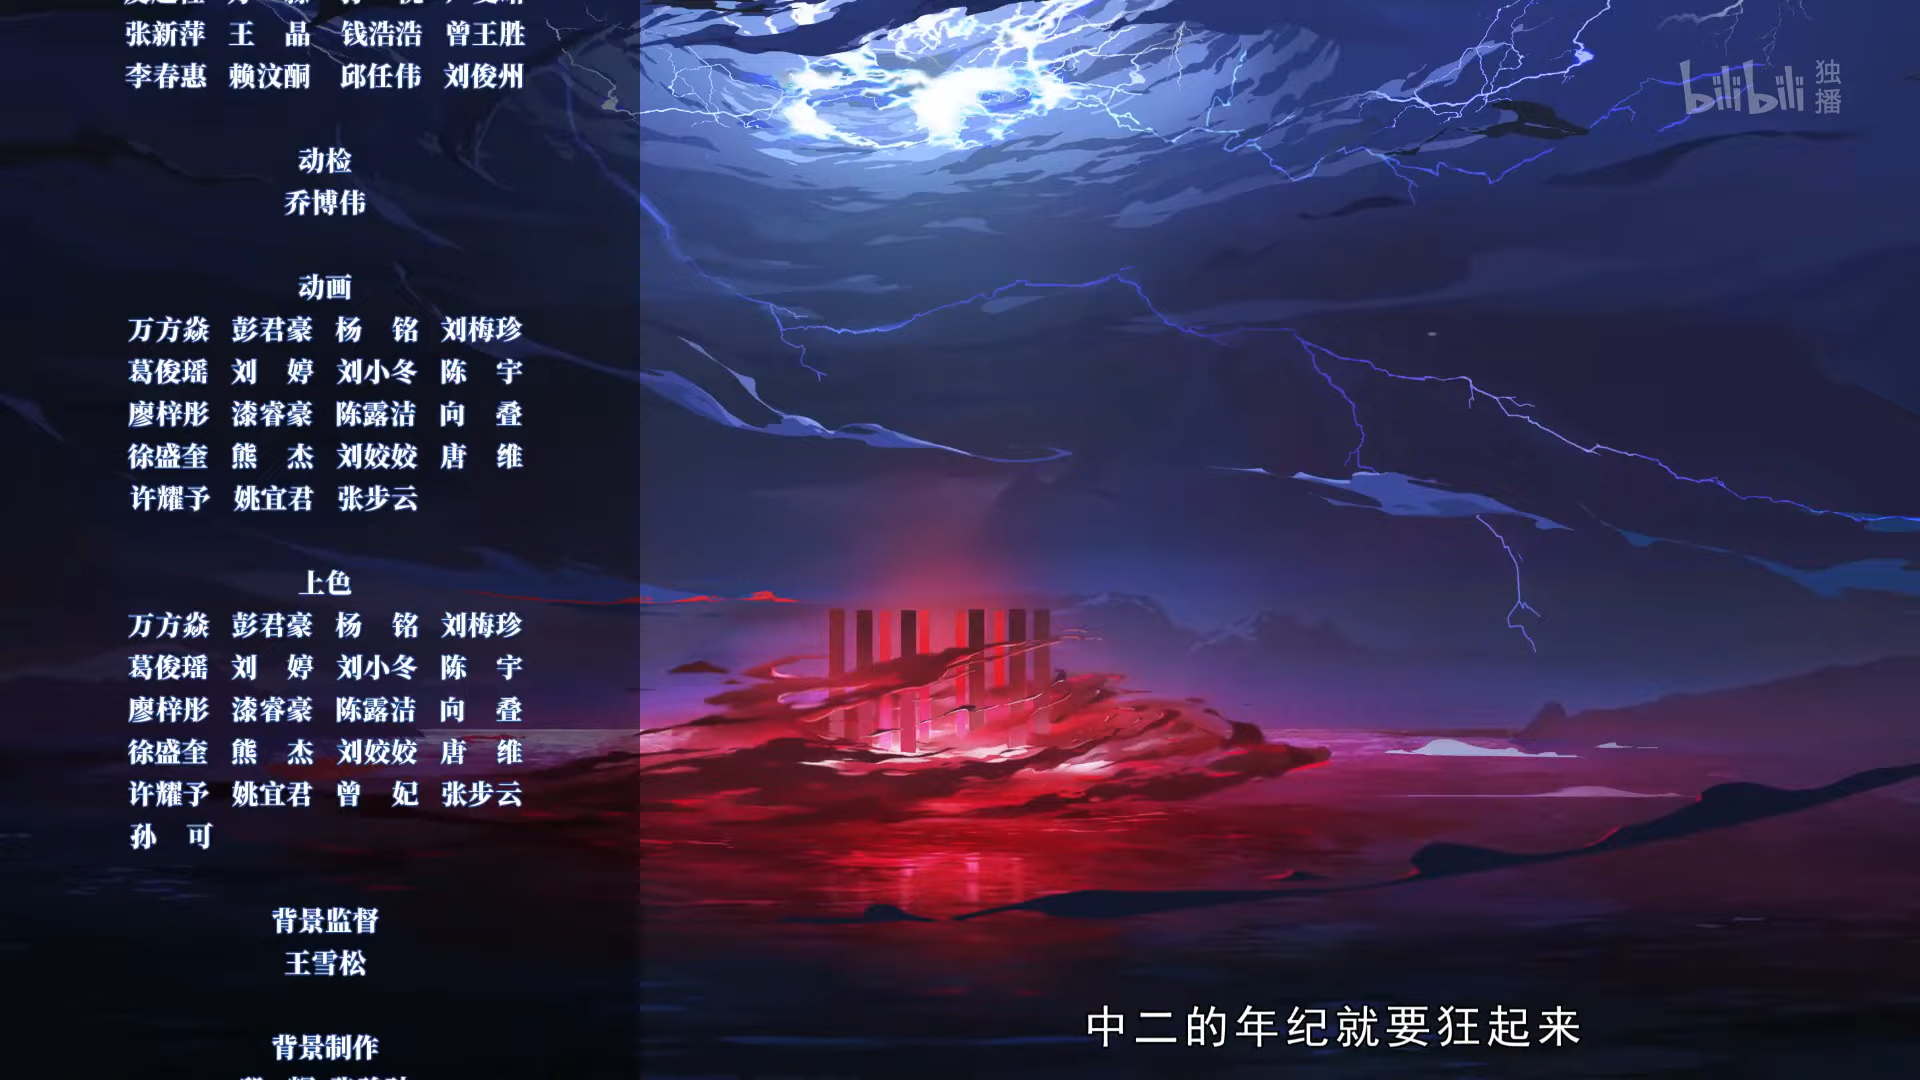 张新萍 王 晶 钱浩浩 曾王胜
李春惠 赖汶酮 邱任伟 刘俊州
动检
乔博伟
动画
万方焱 彭君豪 杨 铭 刘梅珍
葛俊瑶 刘 婷 刘小冬 陈 宇
廖梓彤 漆睿豪 陈露洁 向 叠
徐盛奎 熊 杰 刘姣姣 唐 维
许耀予 姚宜君 张步云
上色
万方焱 彭君豪 杨 铭 刘梅珍
葛俊瑶 刘 婷 刘小冬 陈 宇
廖梓彤 漆睿豪 陈露洁 向 叠
徐盛奎 熊 杰 刘姣姣 唐 维
许耀予 姚宜君 曾 妃 张步云
孙 可
背景监督
王雪松
背景制作
bilibili 独播
中二的年纪就要狂起来